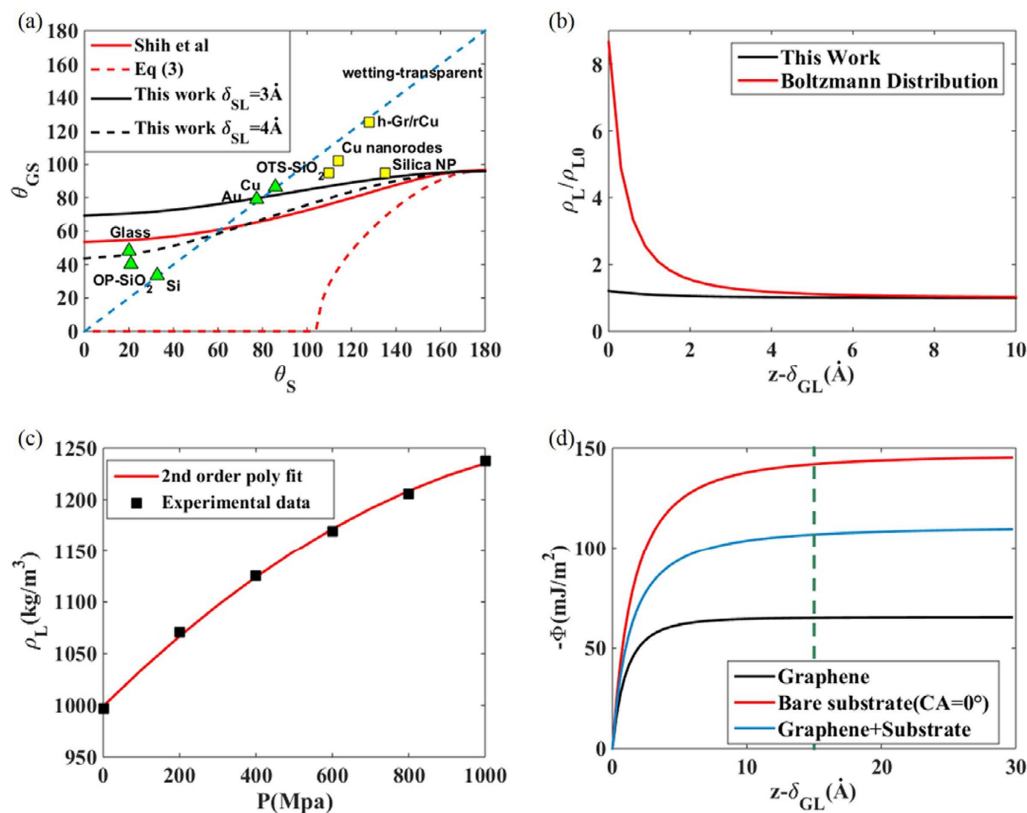 (a)
180
160
140
120
100
80
60
40
20
0
θGS
Shih et al
Eq (3)
This work δSL=3Å
This work δSL=4Å
wetting-transparent
h-Gr/rCu
Cu nanorodes
OTS-SiO2
Silica NP
Cu
Au
Glass
OP-SiO2
Si
0 20 40 60 80 100 120 140 160 180
θS
(b)
8
6
4
2
0
ρL/ρL0
This Work
Boltzmann Distribution
0 2 4 6 8 10
z-δGL(Å)
(c)
1250
1200
1150
1100
1050
1000
950
ρL(kg/m3)
2nd order poly fit
Experimental data
0 200 400 600 800 1000
P(Mpa)
(d)
150
100
50
0
-Φ(mJ/m2)
Graphene
Bare substrate(CA=0°)
Graphene+Substrate
0 10 20 30
z-δGL(Å)